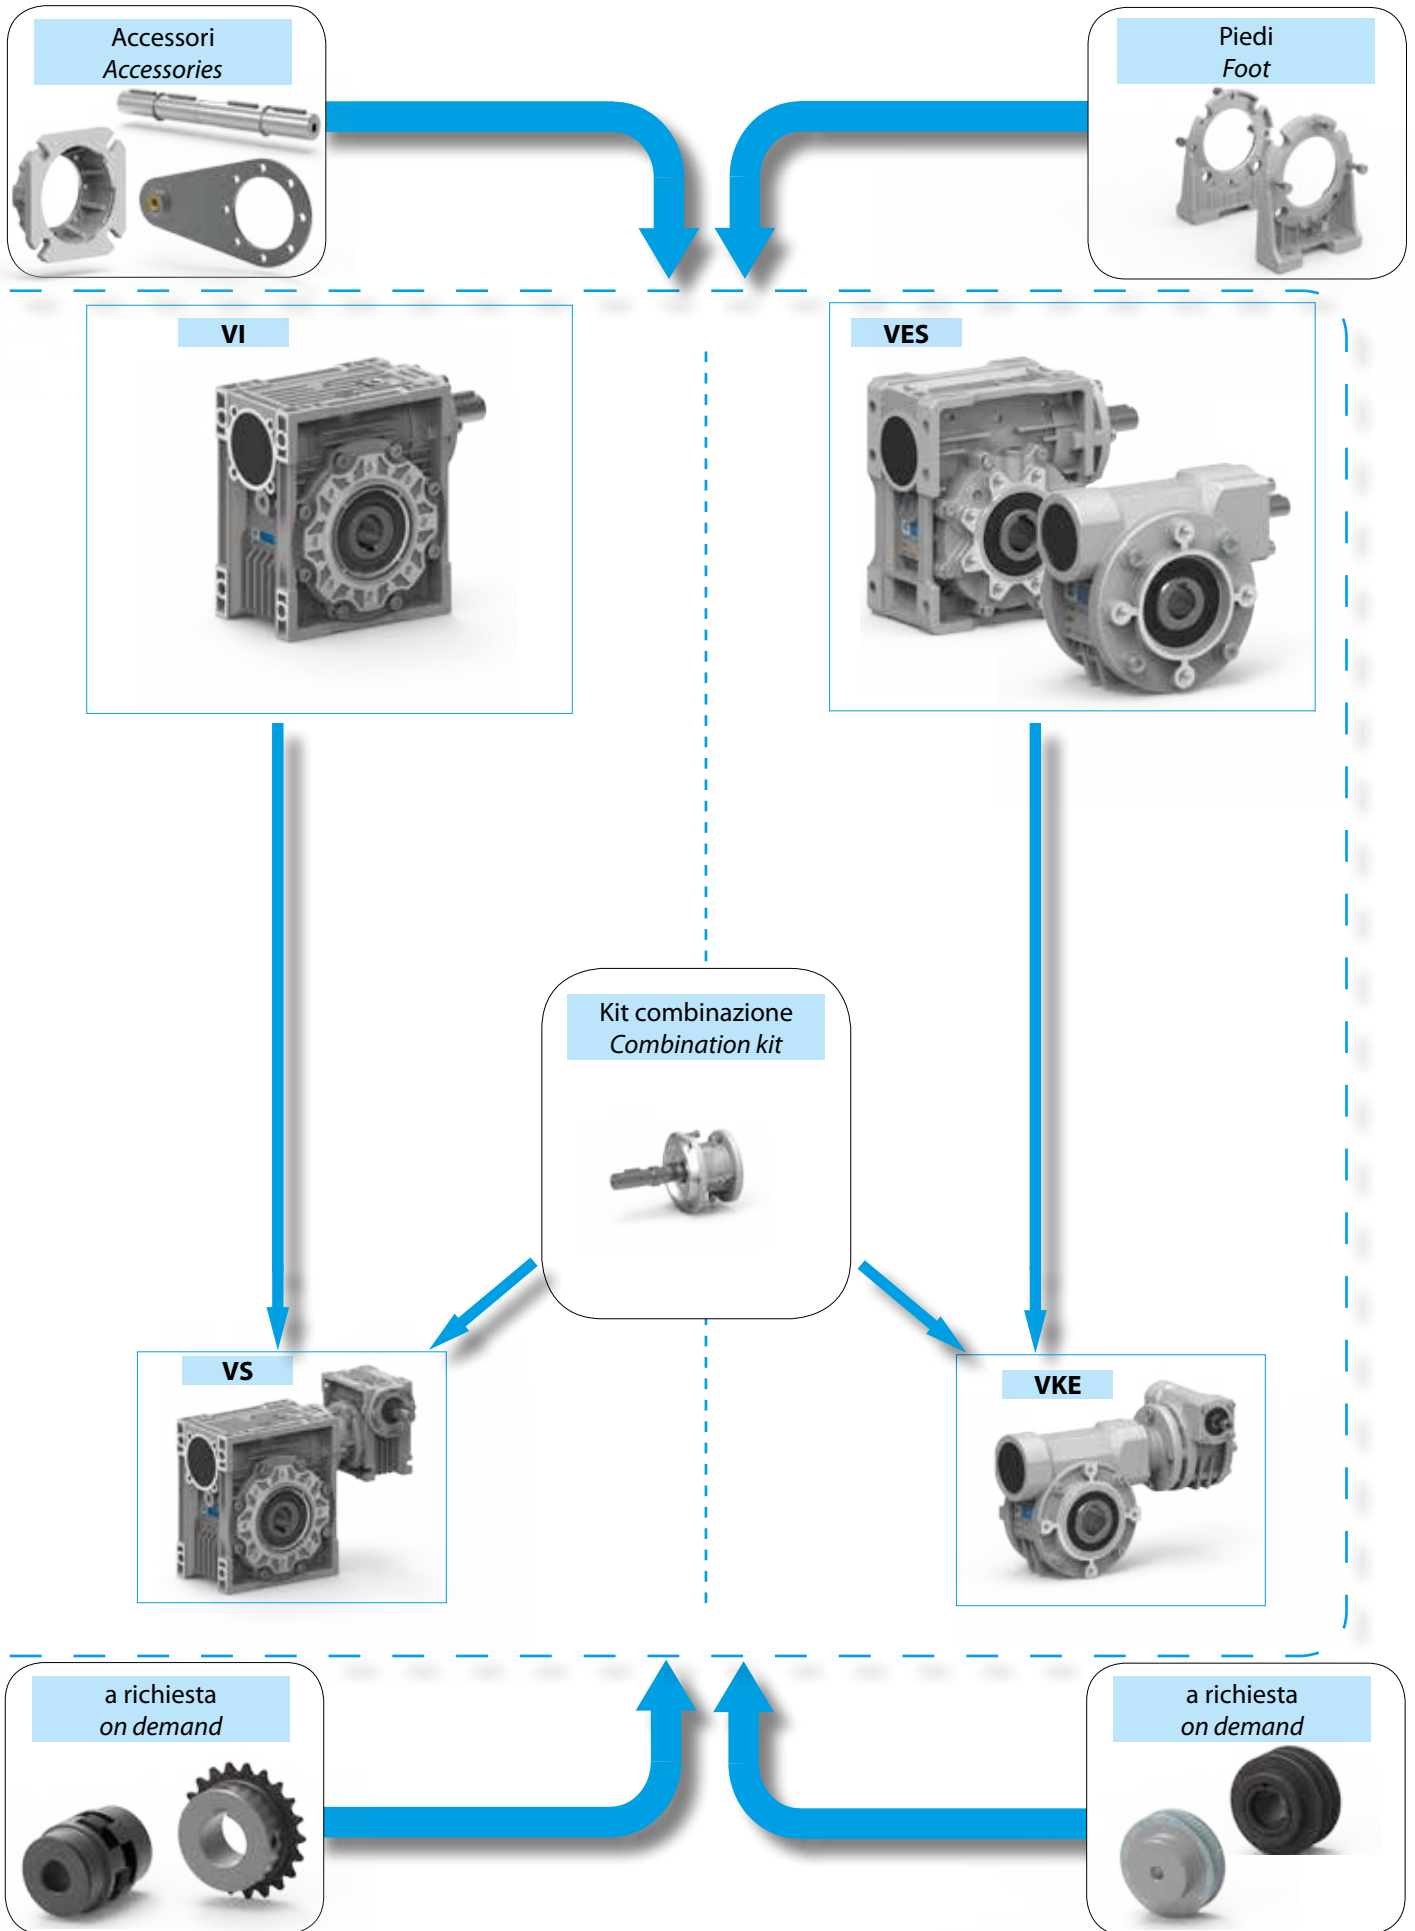 Accessori
Accessories
Piedi
Foot
VI
VES
Kit combinazione
Combination kit
VS
VKE
a richiesta
on demand
a richiesta
on demand